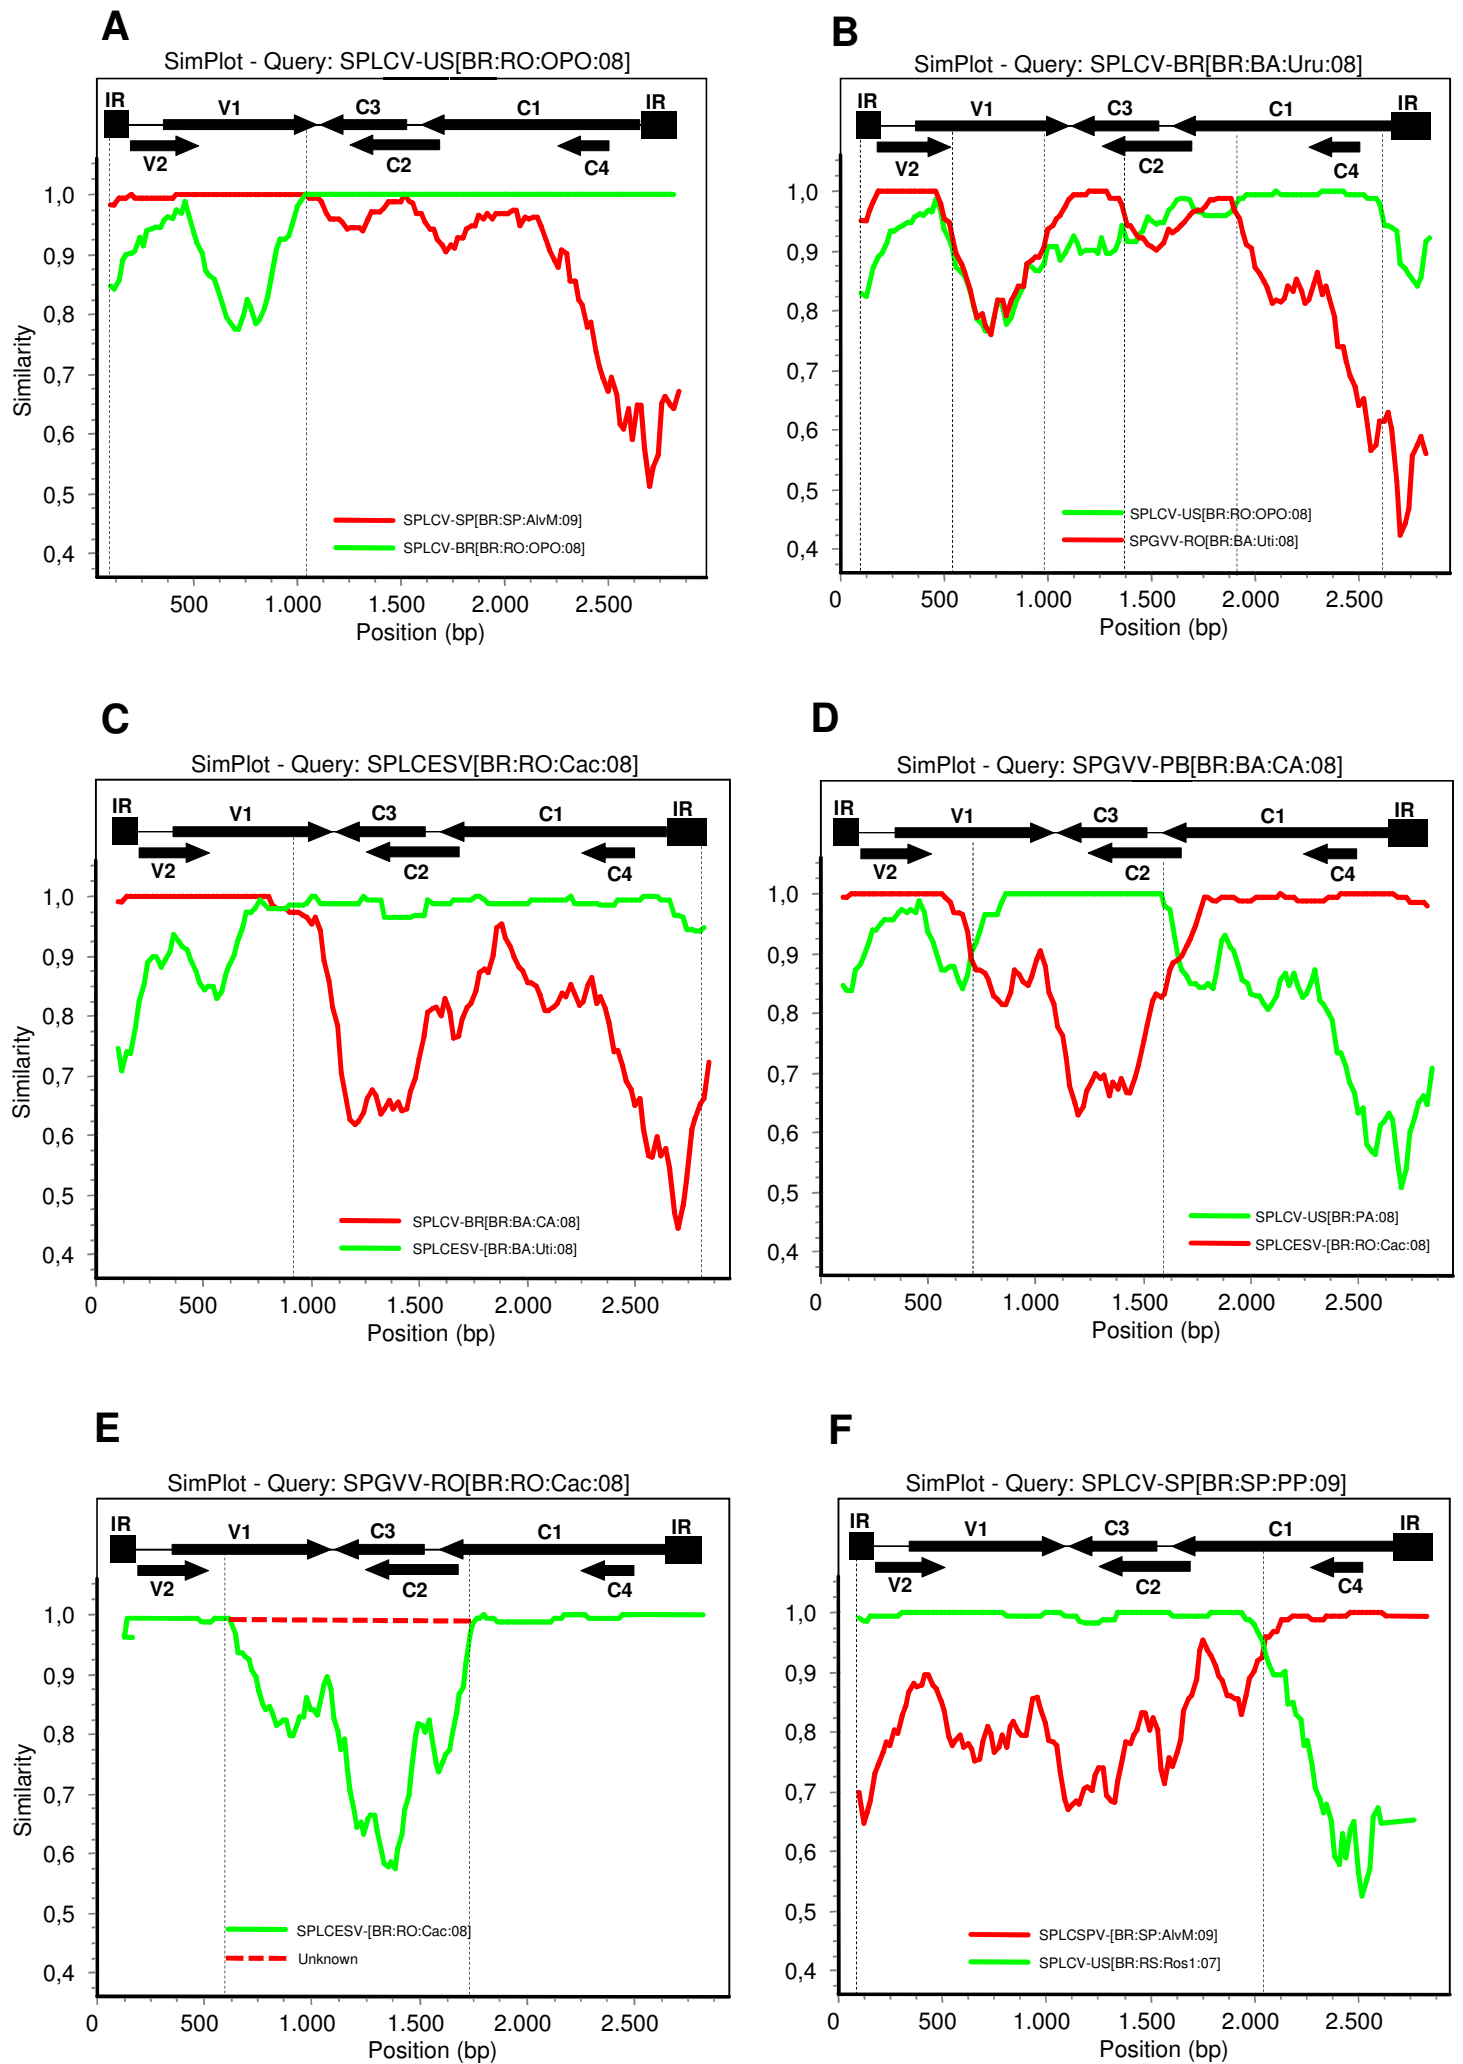 A
SimPlot - Query: SPLCV-US[BR:RO:OPO:08]
IR V1 C3 C1 IR
V2 C2 C4
1,0
0,9
0,8
0,7
0,6
0,5
0,4
Similarity
SPLCV-SP[BR:SP:AlvM:09]
SPLCV-BR[BR:RO:OPO:08]
500 1.000 1.500 2.000 2.500
Position (bp)
B
SimPlot - Query: SPLCV-BR[BR:BA:Uru:08]
IR V1 C3 C1 IR
V2 C2 C4
1,0
0,9
0,8
0,7
0,6
0,5
0,4
SPLCV-US[BR:RO:OPO:08]
SPGVV-RO[BR:BA:Uti:08]
0 500 1.000 1.500 2.000 2.500
Position (bp)
C
SimPlot - Query: SPLCESV[BR:RO:Cac:08]
IR V1 C3 C1 IR
V2 C2 C4
1,0
0,9
0,8
0,7
0,6
0,5
0,4
Similarity
SPLCV-BR[BR:BA:CA:08]
SPLCESV-[BR:BA:Uti:08]
0 500 1.000 1.500 2.000 2.500
Position (bp)
D
SimPlot - Query: SPGVV-PB[BR:BA:CA:08]
IR V1 C3 C1 IR
V2 C2 C4
1,0
0,9
0,8
0,7
0,6
0,5
0,4
SPLCV-US[BR:PA:08]
SPLCESV-[BR:RO:Cac:08]
0 500 1.000 1.500 2.000 2.500
Position (bp)
E
SimPlot - Query: SPGVV-RO[BR:RO:Cac:08]
IR V1 C3 C1 IR
V2 C2 C4
1,0
0,9
0,8
0,7
0,6
0,5
0,4
Similarity
SPLCESV-[BR:RO:Cac:08]
Unknown
0 500 1.000 1.500 2.000 2.500
Position (bp)
F
SimPlot - Query: SPLCV-SP[BR:SP:PP:09]
IR V1 C3 C1 IR
V2 C2 C4
1,0
0,9
0,8
0,7
0,6
0,5
0,4
SPLCSPV-[BR:SP:AlvM:09]
SPLCV-US[BR:RS:Ros1:07]
0 500 1.000 1.500 2.000 2.500
Position (bp)